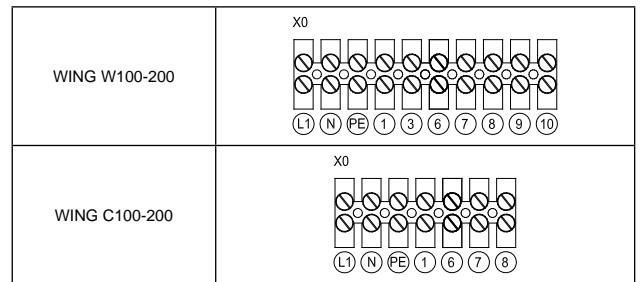 X0
WING W100-200
L1 N PE 1 3 6 7 8 9 10
X0
WING C100-200
L1 N PE 1 6 7 8